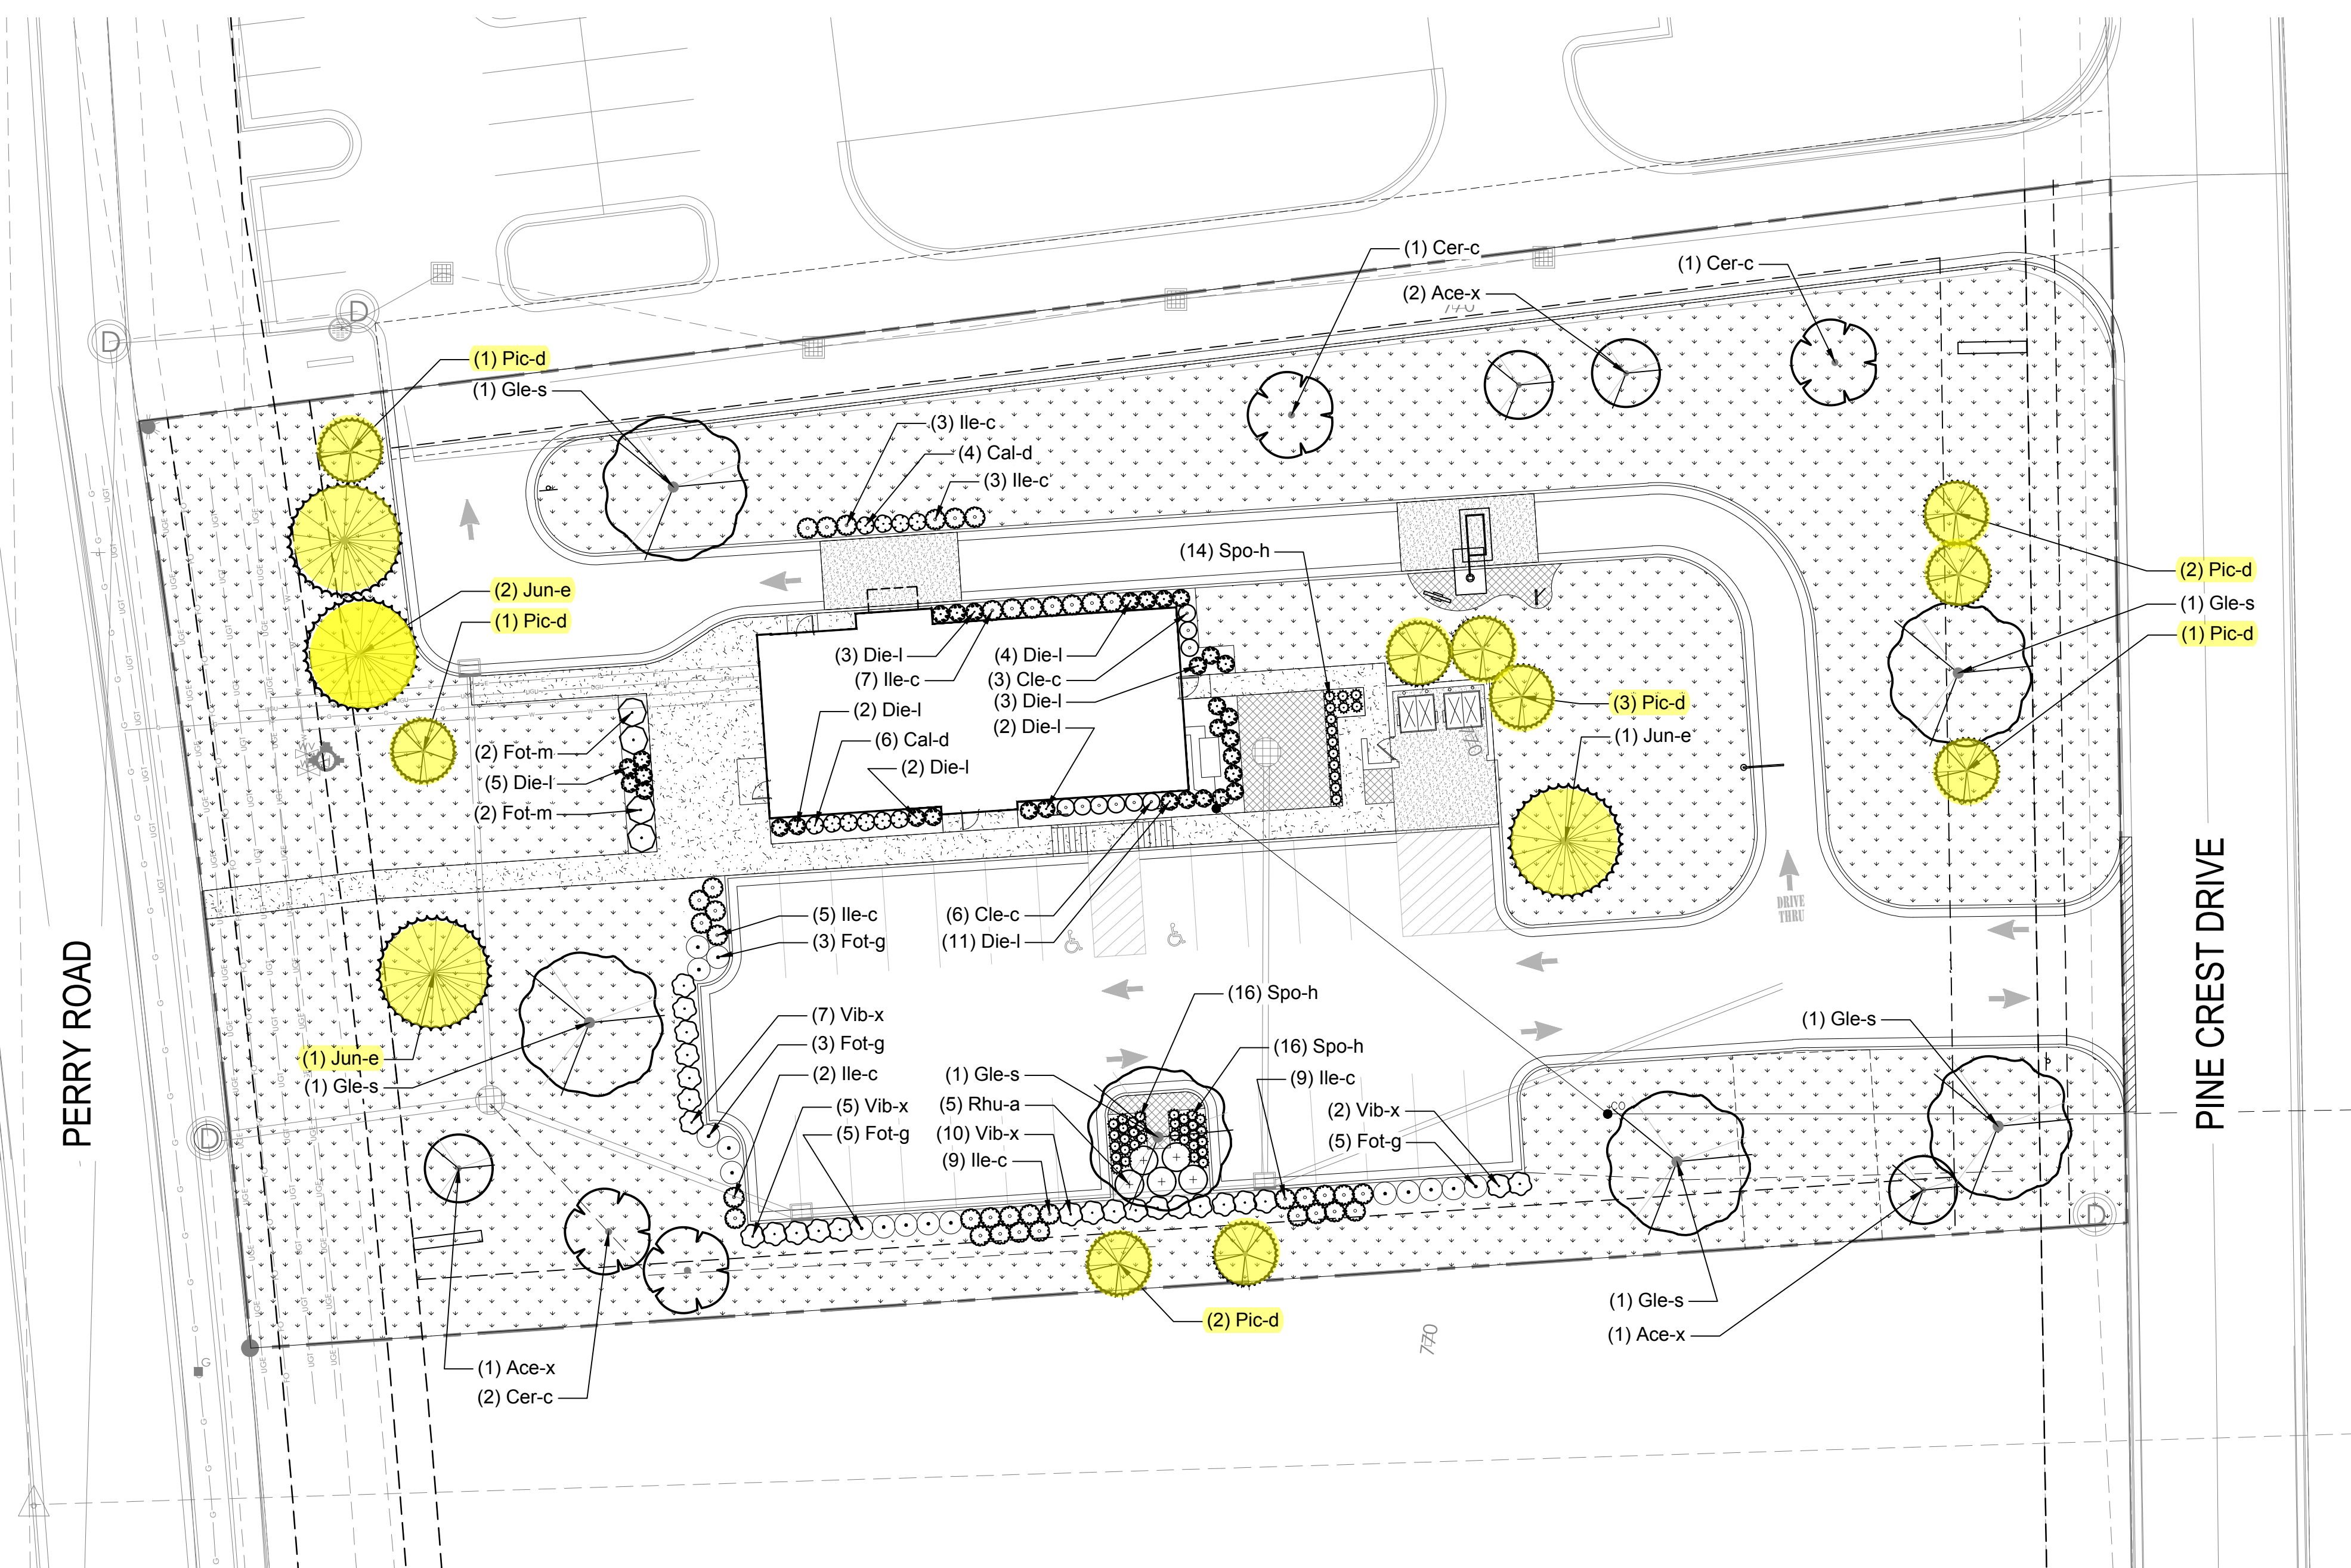 D
D
(1) Cer-c
(1) Cer-c
(2) Ace-x
770
(1) Pic-d
(1) Gle-s
(3) Ile-c
(4) Cal-d
(3) Ile-c
(14) Spo-h
(2) Pic-d
(2) Jun-e
(1) Gle-s
(1) Pic-d
(1) Pic-d
(3) Die-l
(4) Die-l
(7) Ile-c
(3) Cle-c
(3) Die-l
(3) Pic-d
(2) Die-l
(2) Die-l
(1) Jun-e
(6) Cal-d
(2) Fot-m
(2) Die-l
(5) Die-l
(2) Fot-m
DRIVE
THRU
(5) Ile-c
(6) Cle-c
(3) Fot-g
(11) Die-l
PERRY ROAD
PINE CREST DRIVE
(16) Spo-h
(7) Vib-x
(1) Gle-s
(3) Fot-g
(16) Spo-h
(1) Jun-e
(1) Gle-s
(2) Ile-c
(1) Gle-s
(9) Ile-c
(5) Vib-x
(5) Rhu-a
(2) Vib-x
CO
(5) Fot-g
(10) Vib-x
(5) Fot-g
(9) Ile-c
D
D
(2) Pic-d
(1) Gle-s
(1) Ace-x
770
(1) Ace-x
(2) Cer-c
G